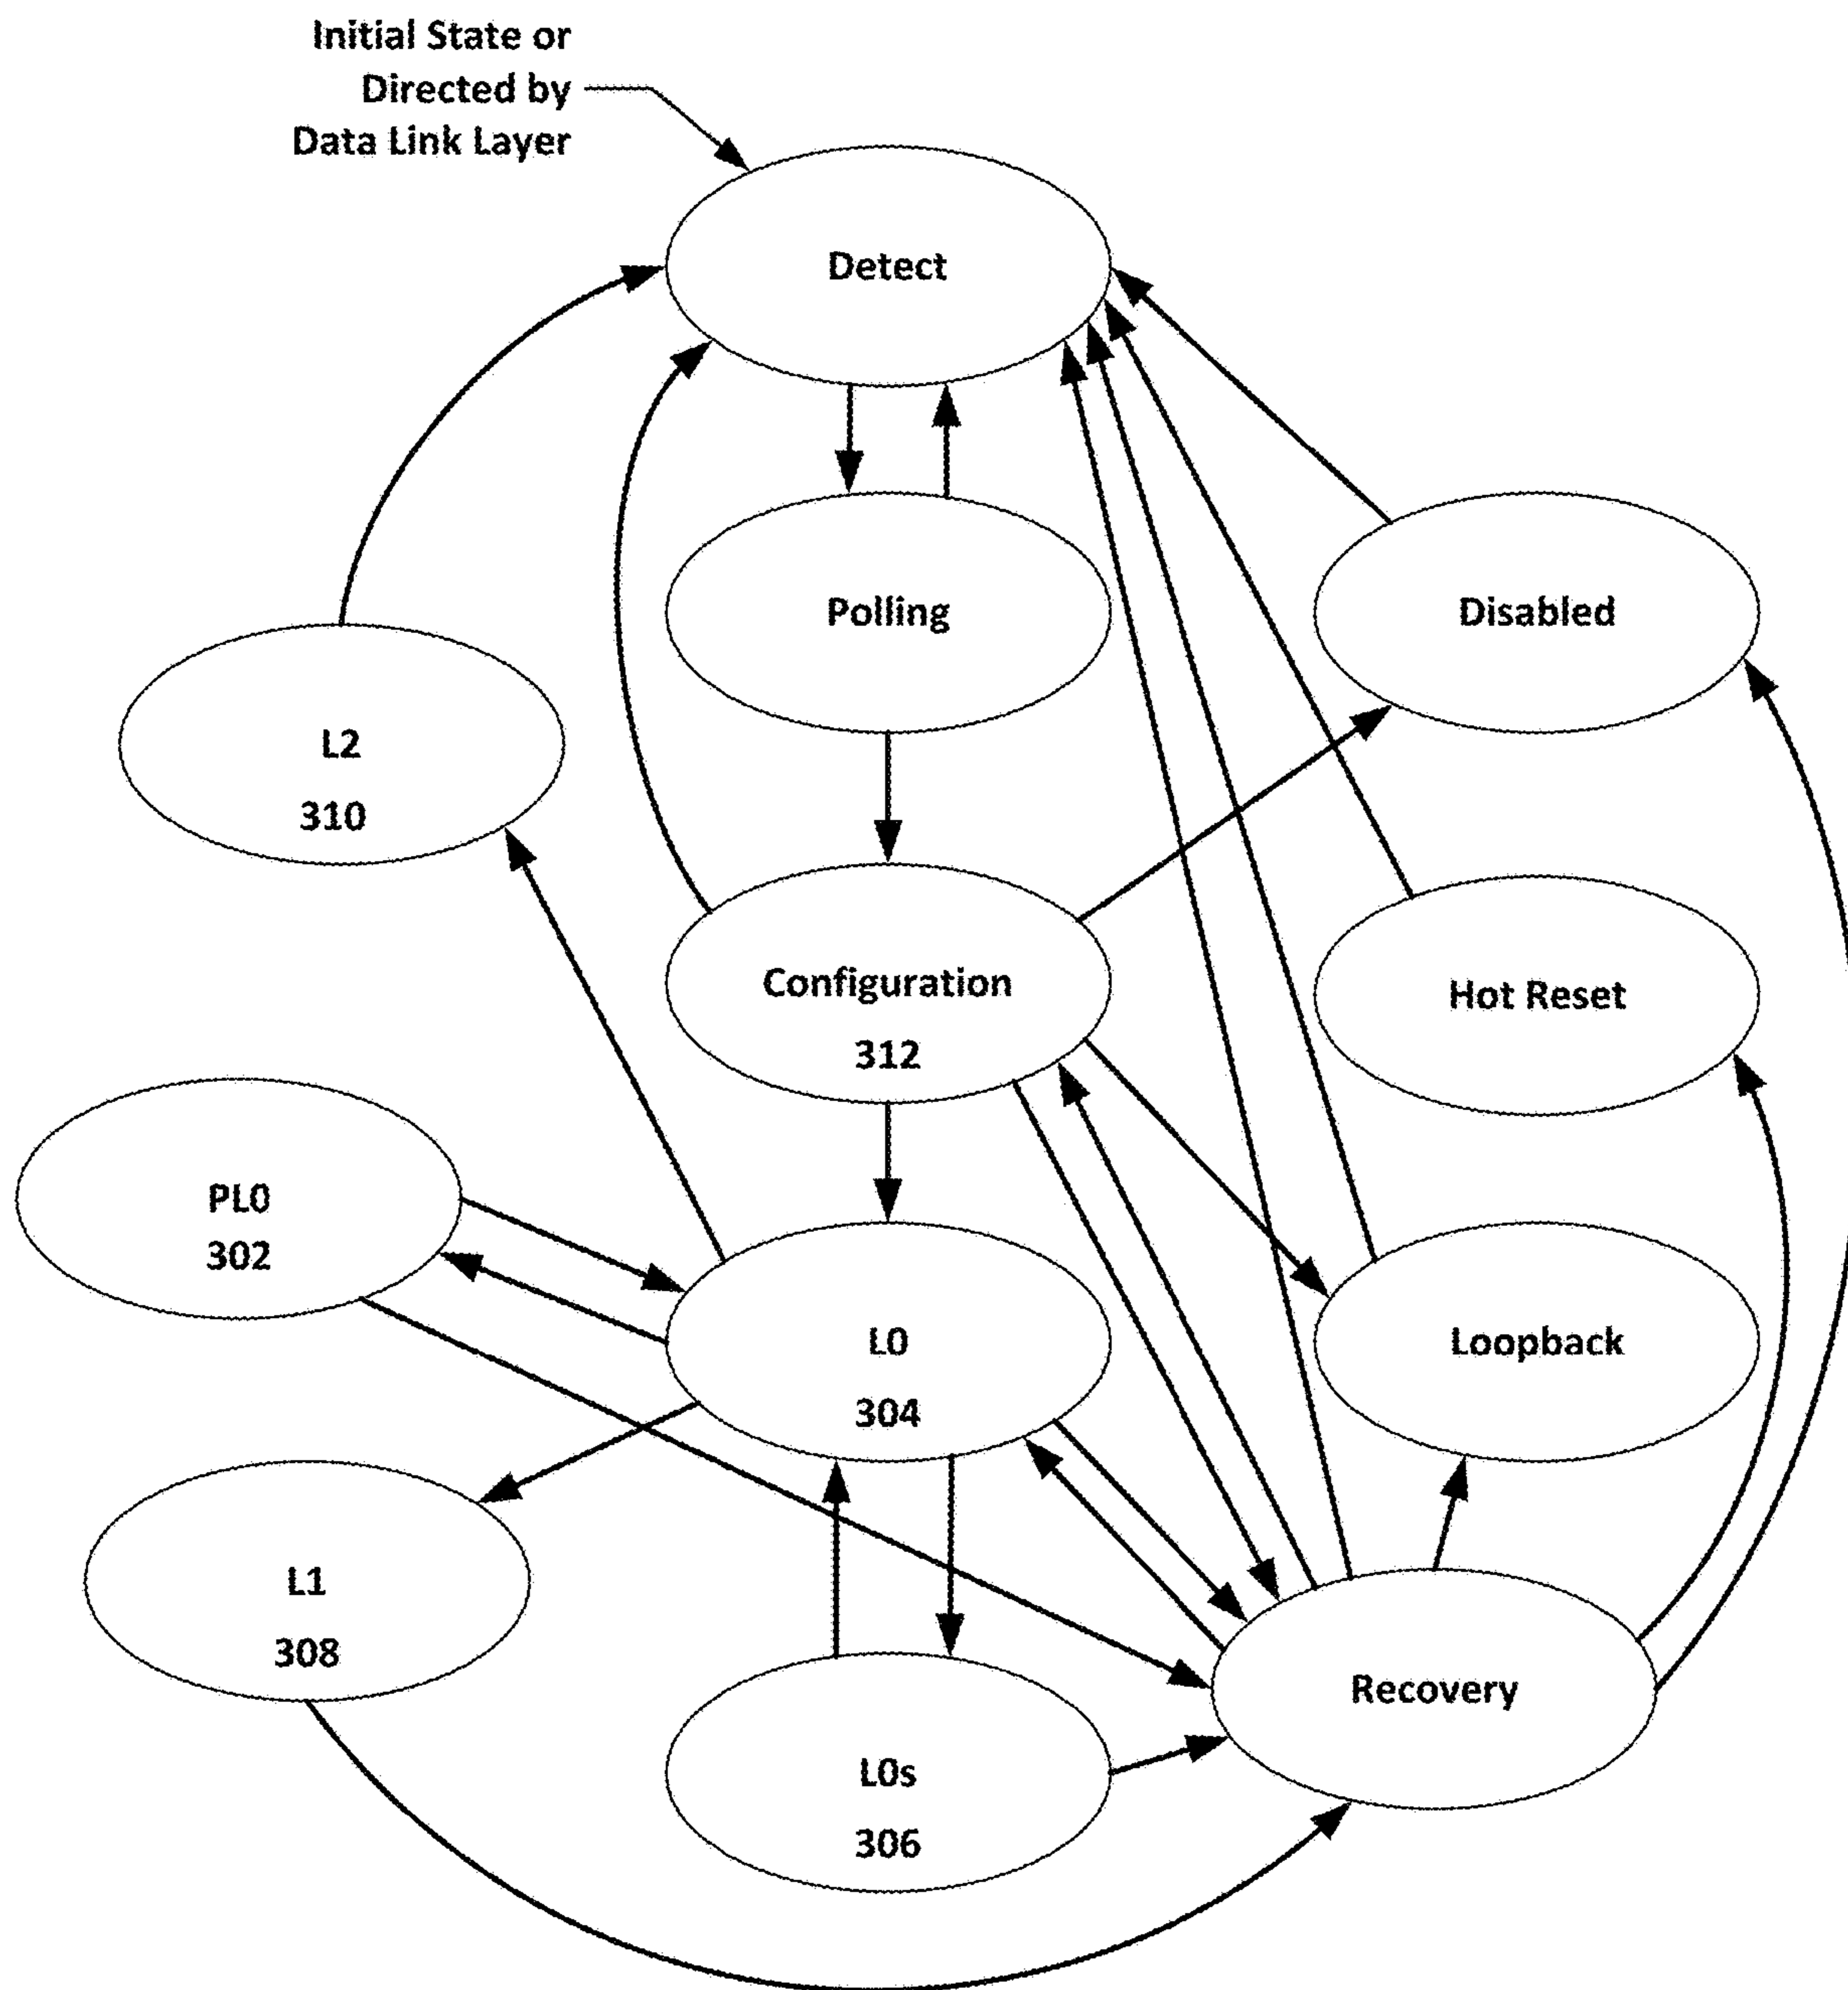 Initial State or
Directed by
Data Link Layer
Detect
Polling
Disabled
L2
310
Configuration
312
Hot Reset
PL0
302
L0
304
Loopback
L1
308
Recovery
L0s
306